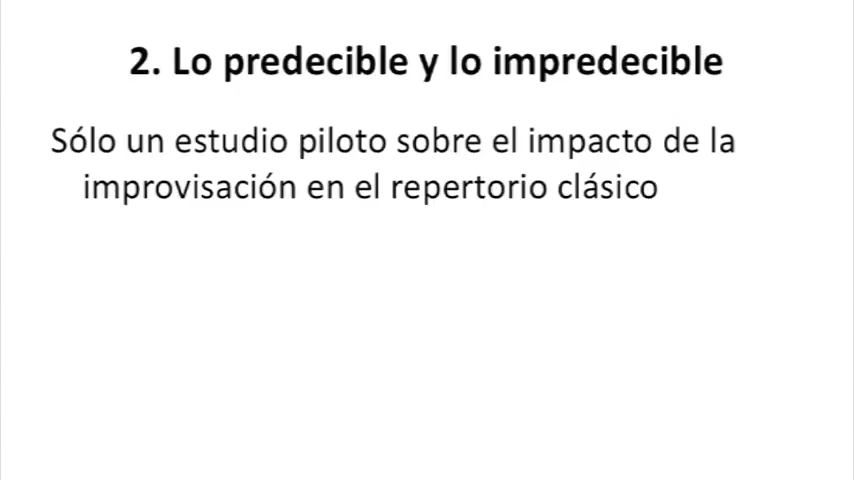 2. Lo predecible y lo impredecible
Sólo un estudio piloto sobre el impacto de la
improvisación en el repertorio clásico